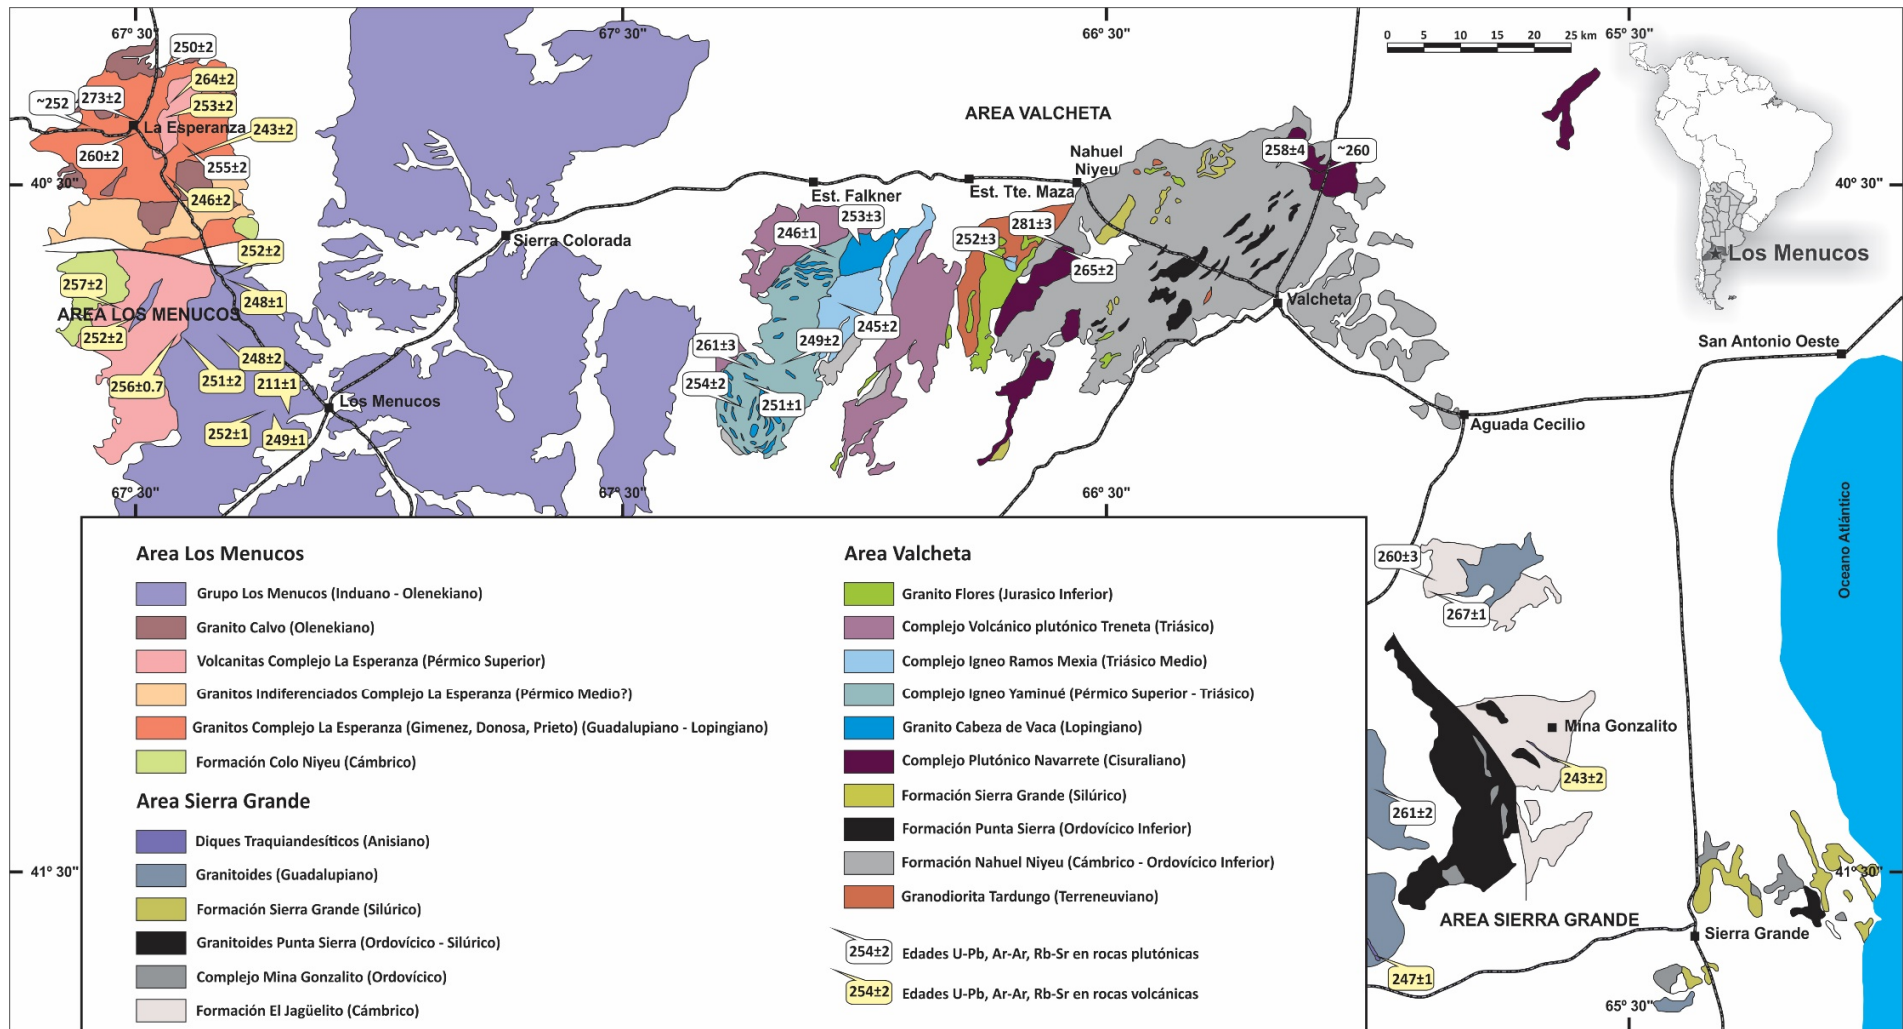 67º 30"
67º 30"
66º 30"
65º 30"
0 5 10 15 20 25 km
250±2
264±2
253±2
~252
273±2
La Esperanza
243±2
260±2
255±2
40º 30"
246±2
252±2
257±2
248±1
AREA LOS MENUCOS
252±2
248±2
256±0.7
251±2
211±1
Los Menucos
252±1
249±1
Sierra Colorada
AREA VALCHETA
Nahuel
Niyeu
258±4
~260
Est. Falkner
Est. Tte. Maza
40º 30"
246±1
253±3
252±3
281±3
265±2
Valcheta
245±2
261±3
249±2
254±2
251±1
Los Menucos
San Antonio Oeste
Aguada Cecilio
Oceano Atlántico
67º 30"
67º 30"
66º 30"
260±3
267±1
Mina Gonzalito
243±2
261±2
41º 30"
41º 30"
AREA SIERRA GRANDE
Sierra Grande
247±1
65º 30"
Area Los Menucos
Grupo Los Menucos (Induano - Olenekiano)
Granito Calvo (Olenekiano)
Volcanitas Complejo La Esperanza (Pérmico Superior)
Granitos Indiferenciados Complejo La Esperanza (Pérmico Medio?)
Granitos Complejo La Esperanza (Gimenez, Donosa, Prieto) (Guadalupiano - Lopingiano)
Formación Colo Niyeu (Cámbrico)
Area Sierra Grande
Diques Traquiandesíticos (Anisiano)
Granitoides (Guadalupiano)
Formación Sierra Grande (Silúrico)
Granitoides Punta Sierra (Ordovícico - Silúrico)
Complejo Mina Gonzalito (Ordovícico)
Formación El Jagüelito (Cámbrico)
Area Valcheta
Granito Flores (Jurasico Inferior)
Complejo Volcánico plutónico Treneta (Triásico)
Complejo Igneo Ramos Mexia (Triásico Medio)
Complejo Igneo Yaminué (Pérmico Superior - Triásico)
Granito Cabeza de Vaca (Lopingiano)
Complejo Plutónico Navarrete (Cisuraliano)
Formación Sierra Grande (Silúrico)
Formación Punta Sierra (Ordovícico Inferior)
Formación Nahuel Niyeu (Cámbrico - Ordovícico Inferior)
Granodiorita Tardungo (Terreneuviano)
254±2 Edades U-Pb, Ar-Ar, Rb-Sr en rocas plutónicas
254±2 Edades U-Pb, Ar-Ar, Rb-Sr en rocas volcánicas